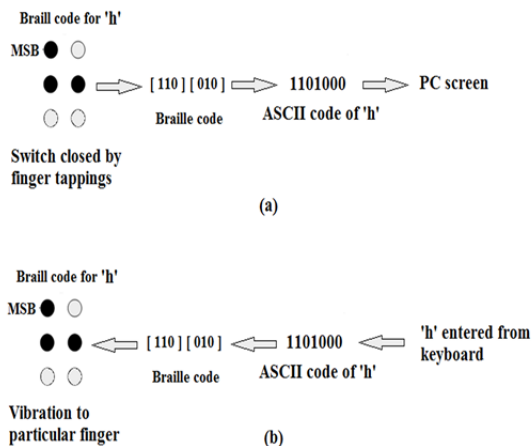 Braill code for 'h'
MSB
[ 110 ] [ 010 ] 1101000 PC screen
Braille code ASCII code of 'h'
Switch closed by
finger tappings
(a)
Braill code for 'h'
MSB
[ 110 ] [ 010 ] 1101000 'h' entered from
keyboard
Braille code ASCII code of 'h'
Vibration to
particular finger
(b)